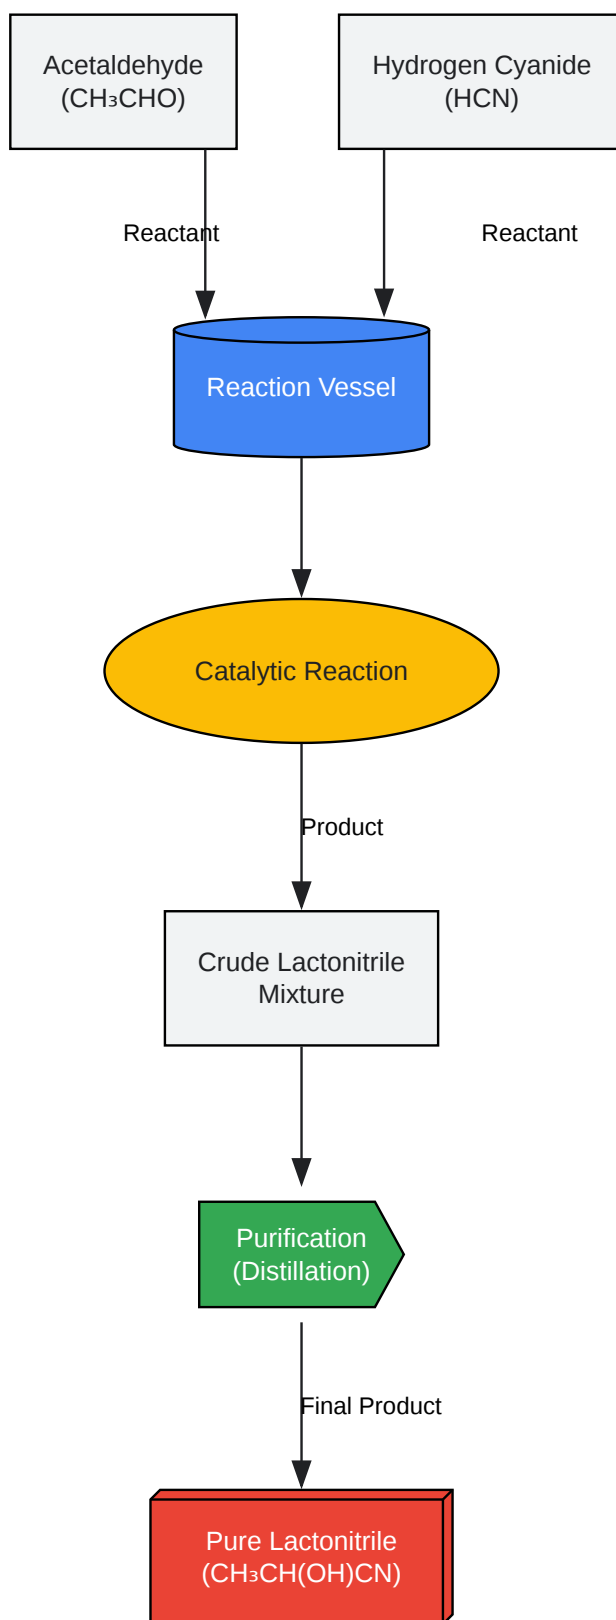 Acetaldehyde
(CH₃CHO)
Hydrogen Cyanide
(HCN)
Reactant
Reactant
Reaction Vessel
Catalytic Reaction
Product
Crude Lactonitrile
Mixture
Purification
(Distillation)
Final Product
Pure Lactonitrile
(CH₃CH(OH)CN)